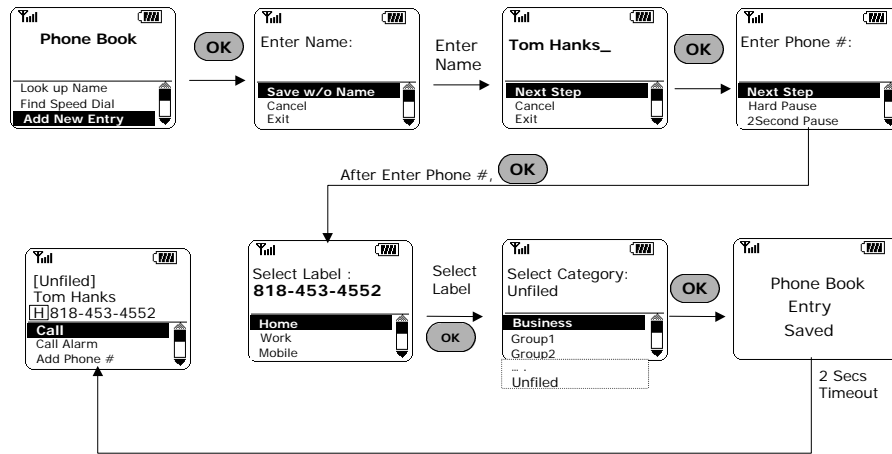 Phone Book
Look up Name
Find Speed Dial
Add New Entry
OK
Enter Name:
Save w/o Name
Cancel
Exit
Enter
Name
Tom Hanks_
Next Step
Cancel
Exit
OK
Enter Phone #:
Next Step
Hard Pause
2Second Pause
After Enter Phone #, OK
Select Label :
818-453-4552
Home
Work
Mobile
Select
Label
OK
Select Category:
Unfiled
Business
Group1
Group2
... .
Unfiled
OK
Phone Book
Entry
Saved
2 Secs
Timeout
[Unfiled]
Tom Hanks
H 818-453-4552
Call
Call Alarm
Add Phone #